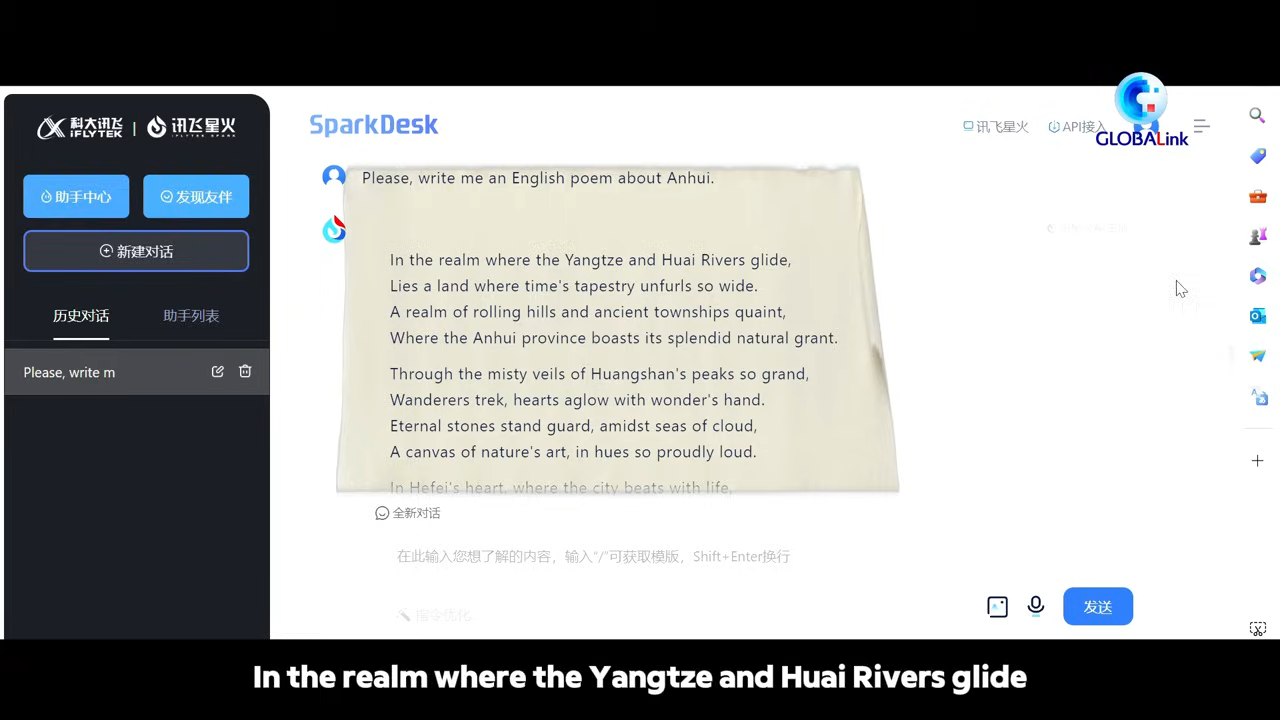 科大讯飞
iFLYTEK
讯飞星火
IFLYTEK SPARK
助手中心
发现友伴
新建对话
历史对话
助手列表
Please, write m
SparkDesk
讯飞星火
API接入
GLOBALink
Please, write me an English poem about Anhui.
In the realm where the Yangtze and Huai Rivers glide,
Lies a land where time's tapestry unfurls so wide.
A realm of rolling hills and ancient townships quaint,
Where the Anhui province boasts its splendid natural grant.
Through the misty veils of Huangshan's peaks so grand,
Wanderers trek, hearts aglow with wonder's hand.
Eternal stones stand guard, amidst seas of cloud,
A canvas of nature's art, in hues so proudly loud.
In Hefei's heart, where the city beats with life,
全新对话
在此输入您想了解的内容，输入“/”可获取模版，Shift+Enter换行
指令优化
发送
In the realm where the Yangtze and Huai Rivers glide